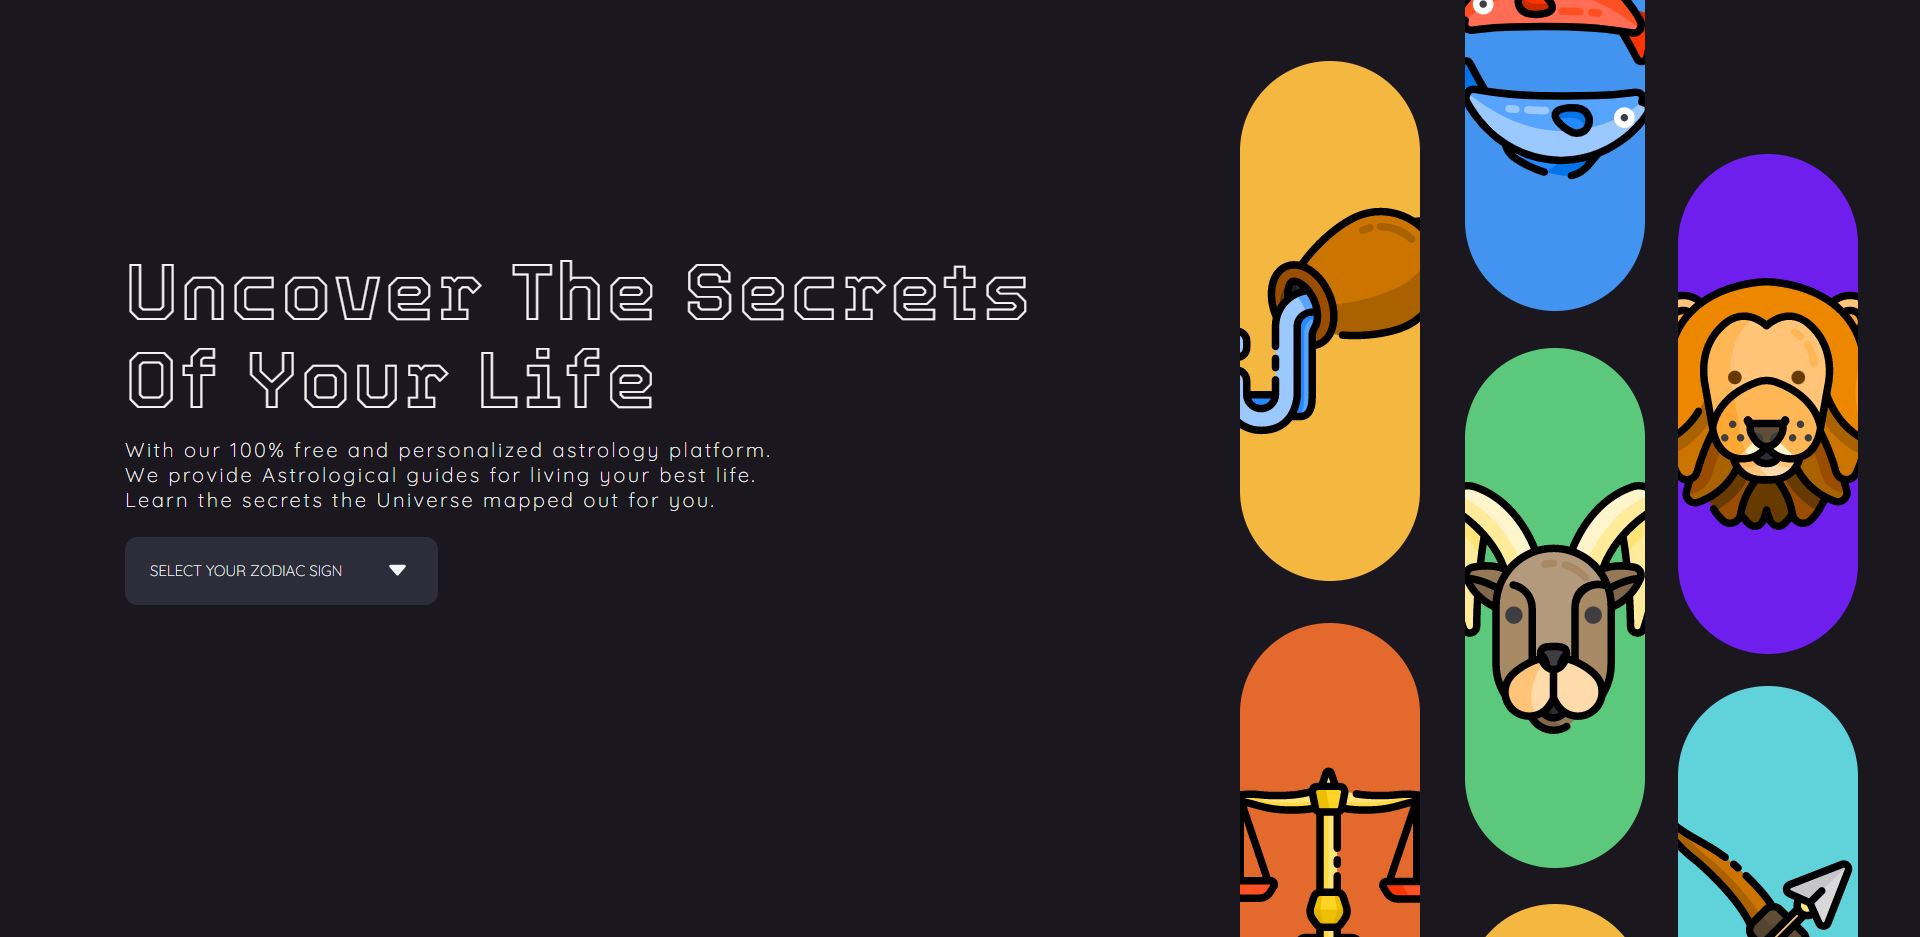 Uncover The Secrets
Of Your Life
With our 100% free and personalized astrology platform.
We provide Astrological guides for living your best life.
Learn the secrets the Universe mapped out for you.
SELECT YOUR ZODIAC SIGN